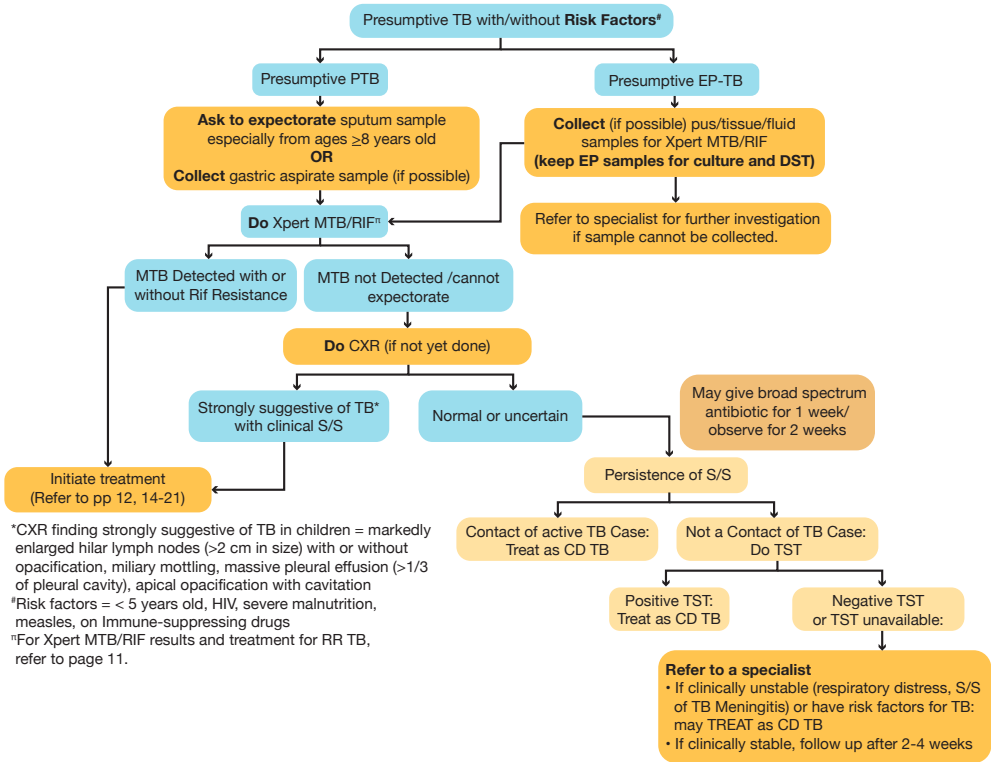 Presumptive TB with/without Risk Factors#
Presumptive PTB
Presumptive EP-TB
Ask to expectorate sputum sample
especially from ages ≥8 years old
OR
Collect gastric aspirate sample (if possible)
Collect (if possible) pus/tissue/fluid
samples for Xpert MTB/RIF
(keep EP samples for culture and DST)
Do Xpert MTB/RIFπ
Refer to specialist for further investigation
if sample cannot be collected.
MTB Detected with or
without Rif Resistance
MTB not Detected /cannot
expectorate
Do CXR (if not yet done)
Strongly suggestive of TB*
with clinical S/S
Normal or uncertain
May give broad spectrum
antibiotic for 1 week/
observe for 2 weeks
Initiate treatment
(Refer to pp 12, 14-21)
Persistence of S/S
Contact of active TB Case:
Treat as CD TB
Not a Contact of TB Case:
Do TST
Positive TST:
Treat as CD TB
Negative TST
or TST unavailable:
Refer to a specialist
• If clinically unstable (respiratory distress, S/S
of TB Meningitis) or have risk factors for TB:
may TREAT as CD TB
• If clinically stable, follow up after 2-4 weeks
*CXR finding strongly suggestive of TB in children = markedly
enlarged hilar lymph nodes (>2 cm in size) with or without
opacification, miliary mottling, massive pleural effusion (>1/3
of pleural cavity), apical opacification with cavitation
#Risk factors = < 5 years old, HIV, severe malnutrition,
measles, on Immune-suppressing drugs
πFor Xpert MTB/RIF results and treatment for RR TB,
refer to page 11.